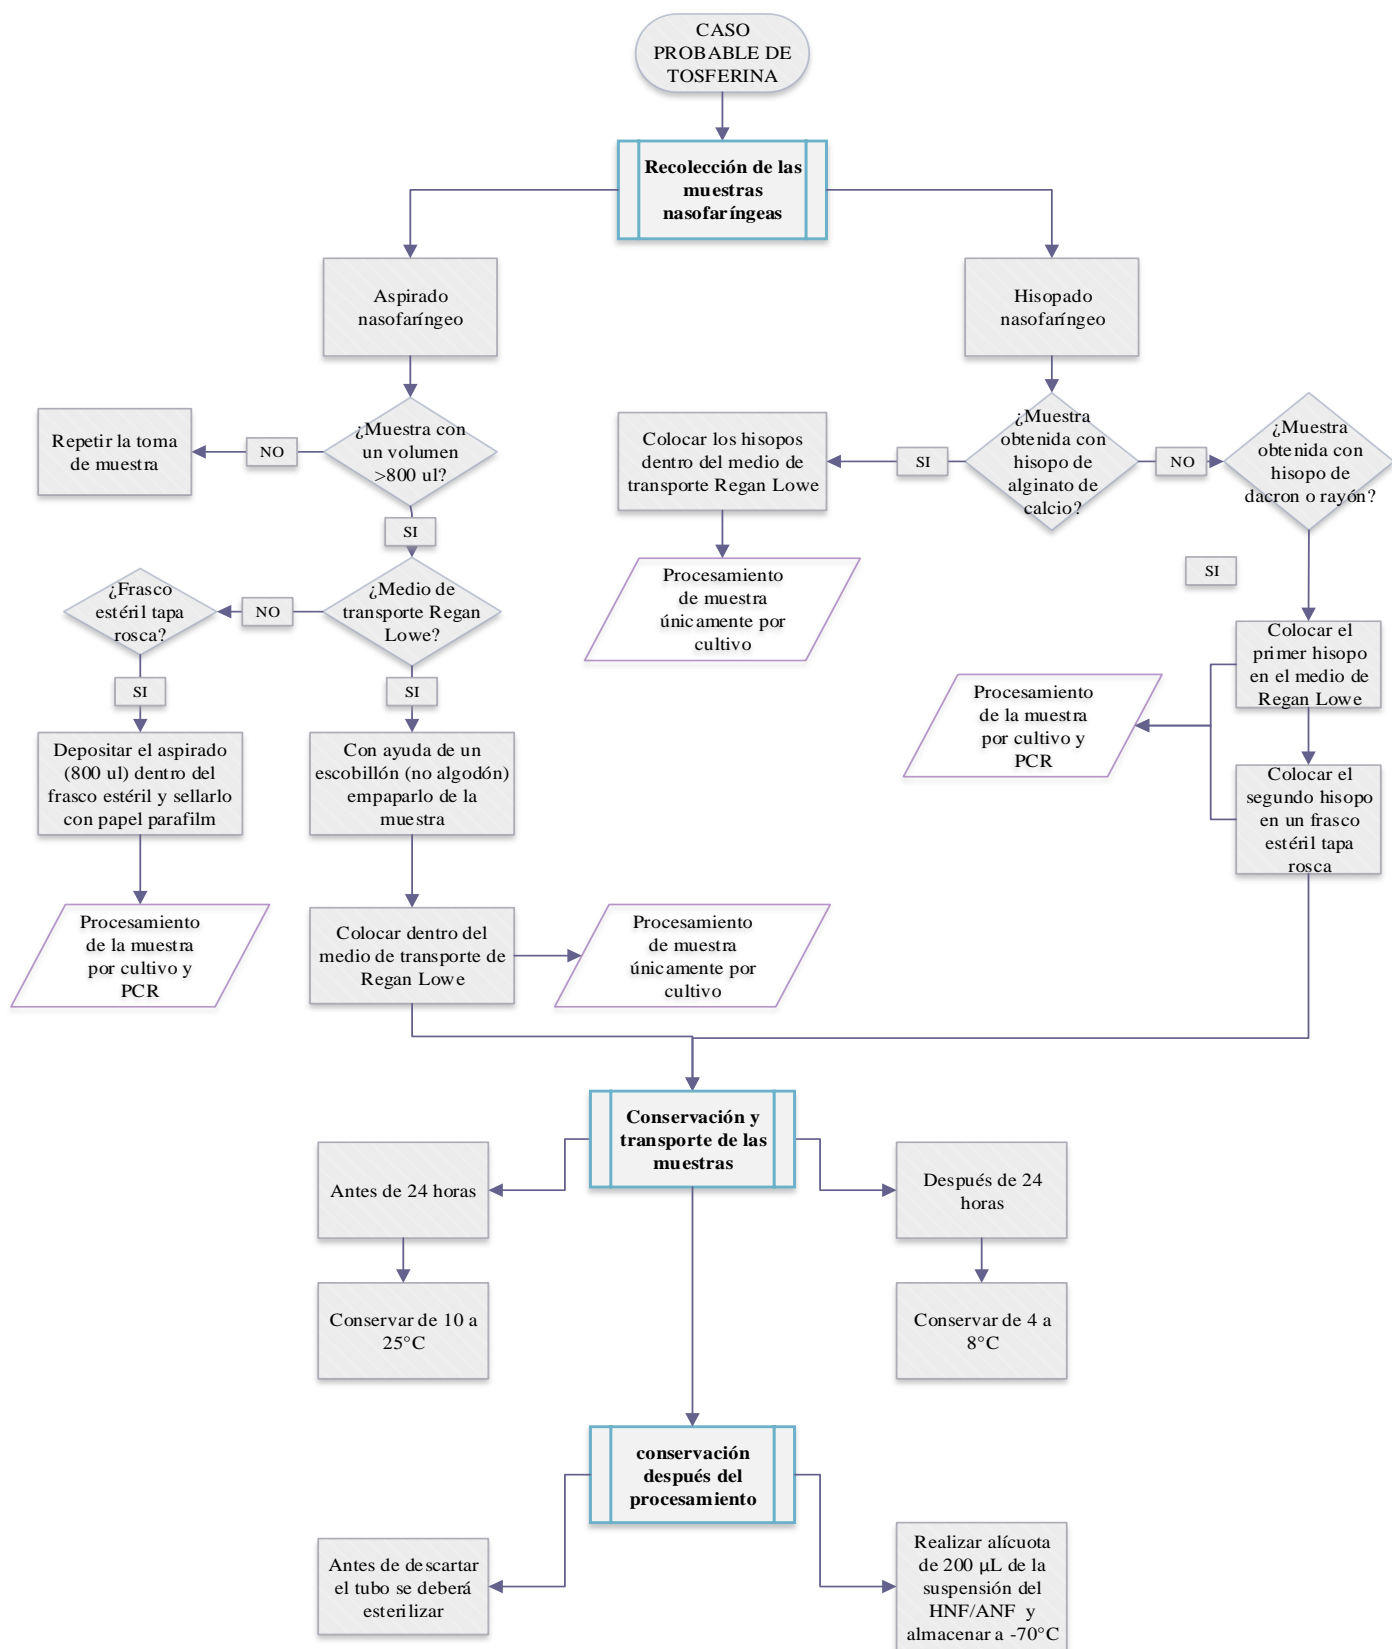 CASO
PROBABLE DE
TOSFERINA
Recolección de las
muestras
nasofaríngeas
Aspirado
nasofaríngeo
Hisopado
nasofaríngeo
Repetir la toma
de muestra
NO
¿Muestra con
un volumen
>800 ul?
Colocar los hisopos
dentro del medio de
transporte Regan Lowe
SI
¿Muestra
obtenida con
hisopo de
alginato de
calcio?
NO
¿Muestra
obtenida con
hisopo de
dacron o rayón?
SI
SI
¿Frasco
estéril tapa
rosca?
NO
¿Medio de
transporte Regan
Lowe?
Procesamiento
de muestra
únicamente por
cultivo
SI
SI
Procesamiento
de la muestra
por cultivo y
PCR
Colocar el
primer hisopo
en el medio de
Regan Lowe
Depositar el aspirado
(800 ul) dentro del
frasco estéril y sellarlo
con papel parafilm
Con ayuda de un
escobillón (no algodón)
empaparlo de la
muestra
Colocar el
segundo hisopo
en un frasco
estéril tapa
rosca
Procesamiento
de la muestra
por cultivo y
PCR
Colocar dentro del
medio de transporte de
Regan Lowe
Procesamiento
de muestra
únicamente por
cultivo
Conservación y
transporte de las
muestras
Antes de 24 horas
Después de 24
horas
Conservar de 10 a
25°C
Conservar de 4 a
8°C
conservación
después del
procesamiento
Antes de descartar
el tubo se deberá
esterilizar
Realizar alícuota
de 200 µL de la
suspensión del
HNF/ANF y
almacenar a -70°C